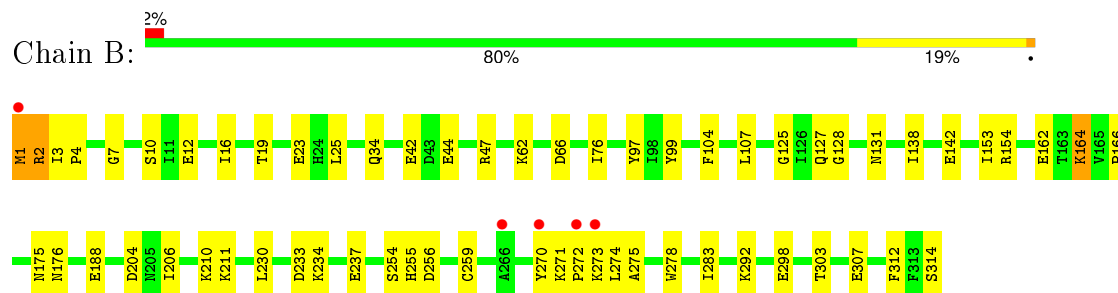 2%
Chain B:
80% 19% •
M1 R2 I3 P4 G7 S10 I11 E12 I16 T19 E23 H24 L25 Q34 E42 D43 E44 R47 K62 D66 I76 Y97 I98 Y99 F104 L107 G125 I126 Q127 G128 N131 I138 E142 I153 R154 E162 T163 K164 V165 P166
N175 N176 E188 D204 N205 I206 K210 K211 L230 D233 K234 E237 S254 H255 D256 C259 A266 Y270 K271 P272 K273 L274 A275 W278 I283 K292 E298 T303 E307 F312 F313 S314